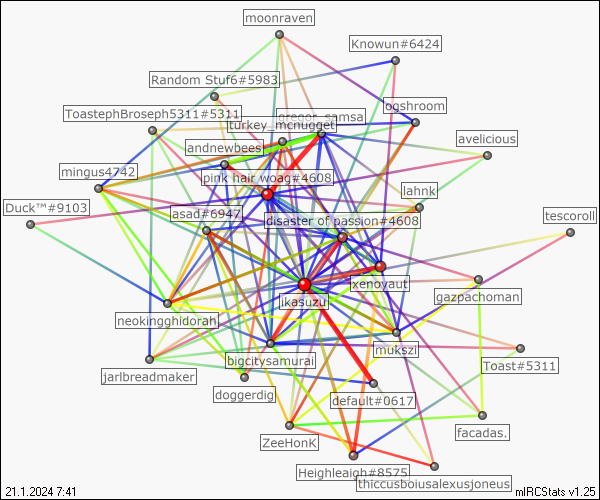 moonraven
Knowun#6424
Random Stuf6#5983
ogshroom
ToastephBroseph5311#5311
gregor_samsa
turkey_mcnugget
avelicious
andnewbees
mingus4742
pink hair woag#4608
lahnk
Duck™#9103
asad#6947
disaster of passion#4608
tescoroll
xenoyaut
gazpachoman
likasuzu
neokingghidorah
mukszi
bigcitysamurai
Toast#5311
jarlbreadmaker
doggerdig
default#0617
ZeeHonK
facadas.
Heighleaigh#8575
thiccusboiusalexusjoneus
21.1.2024 7:41
mIRCStats v1.25